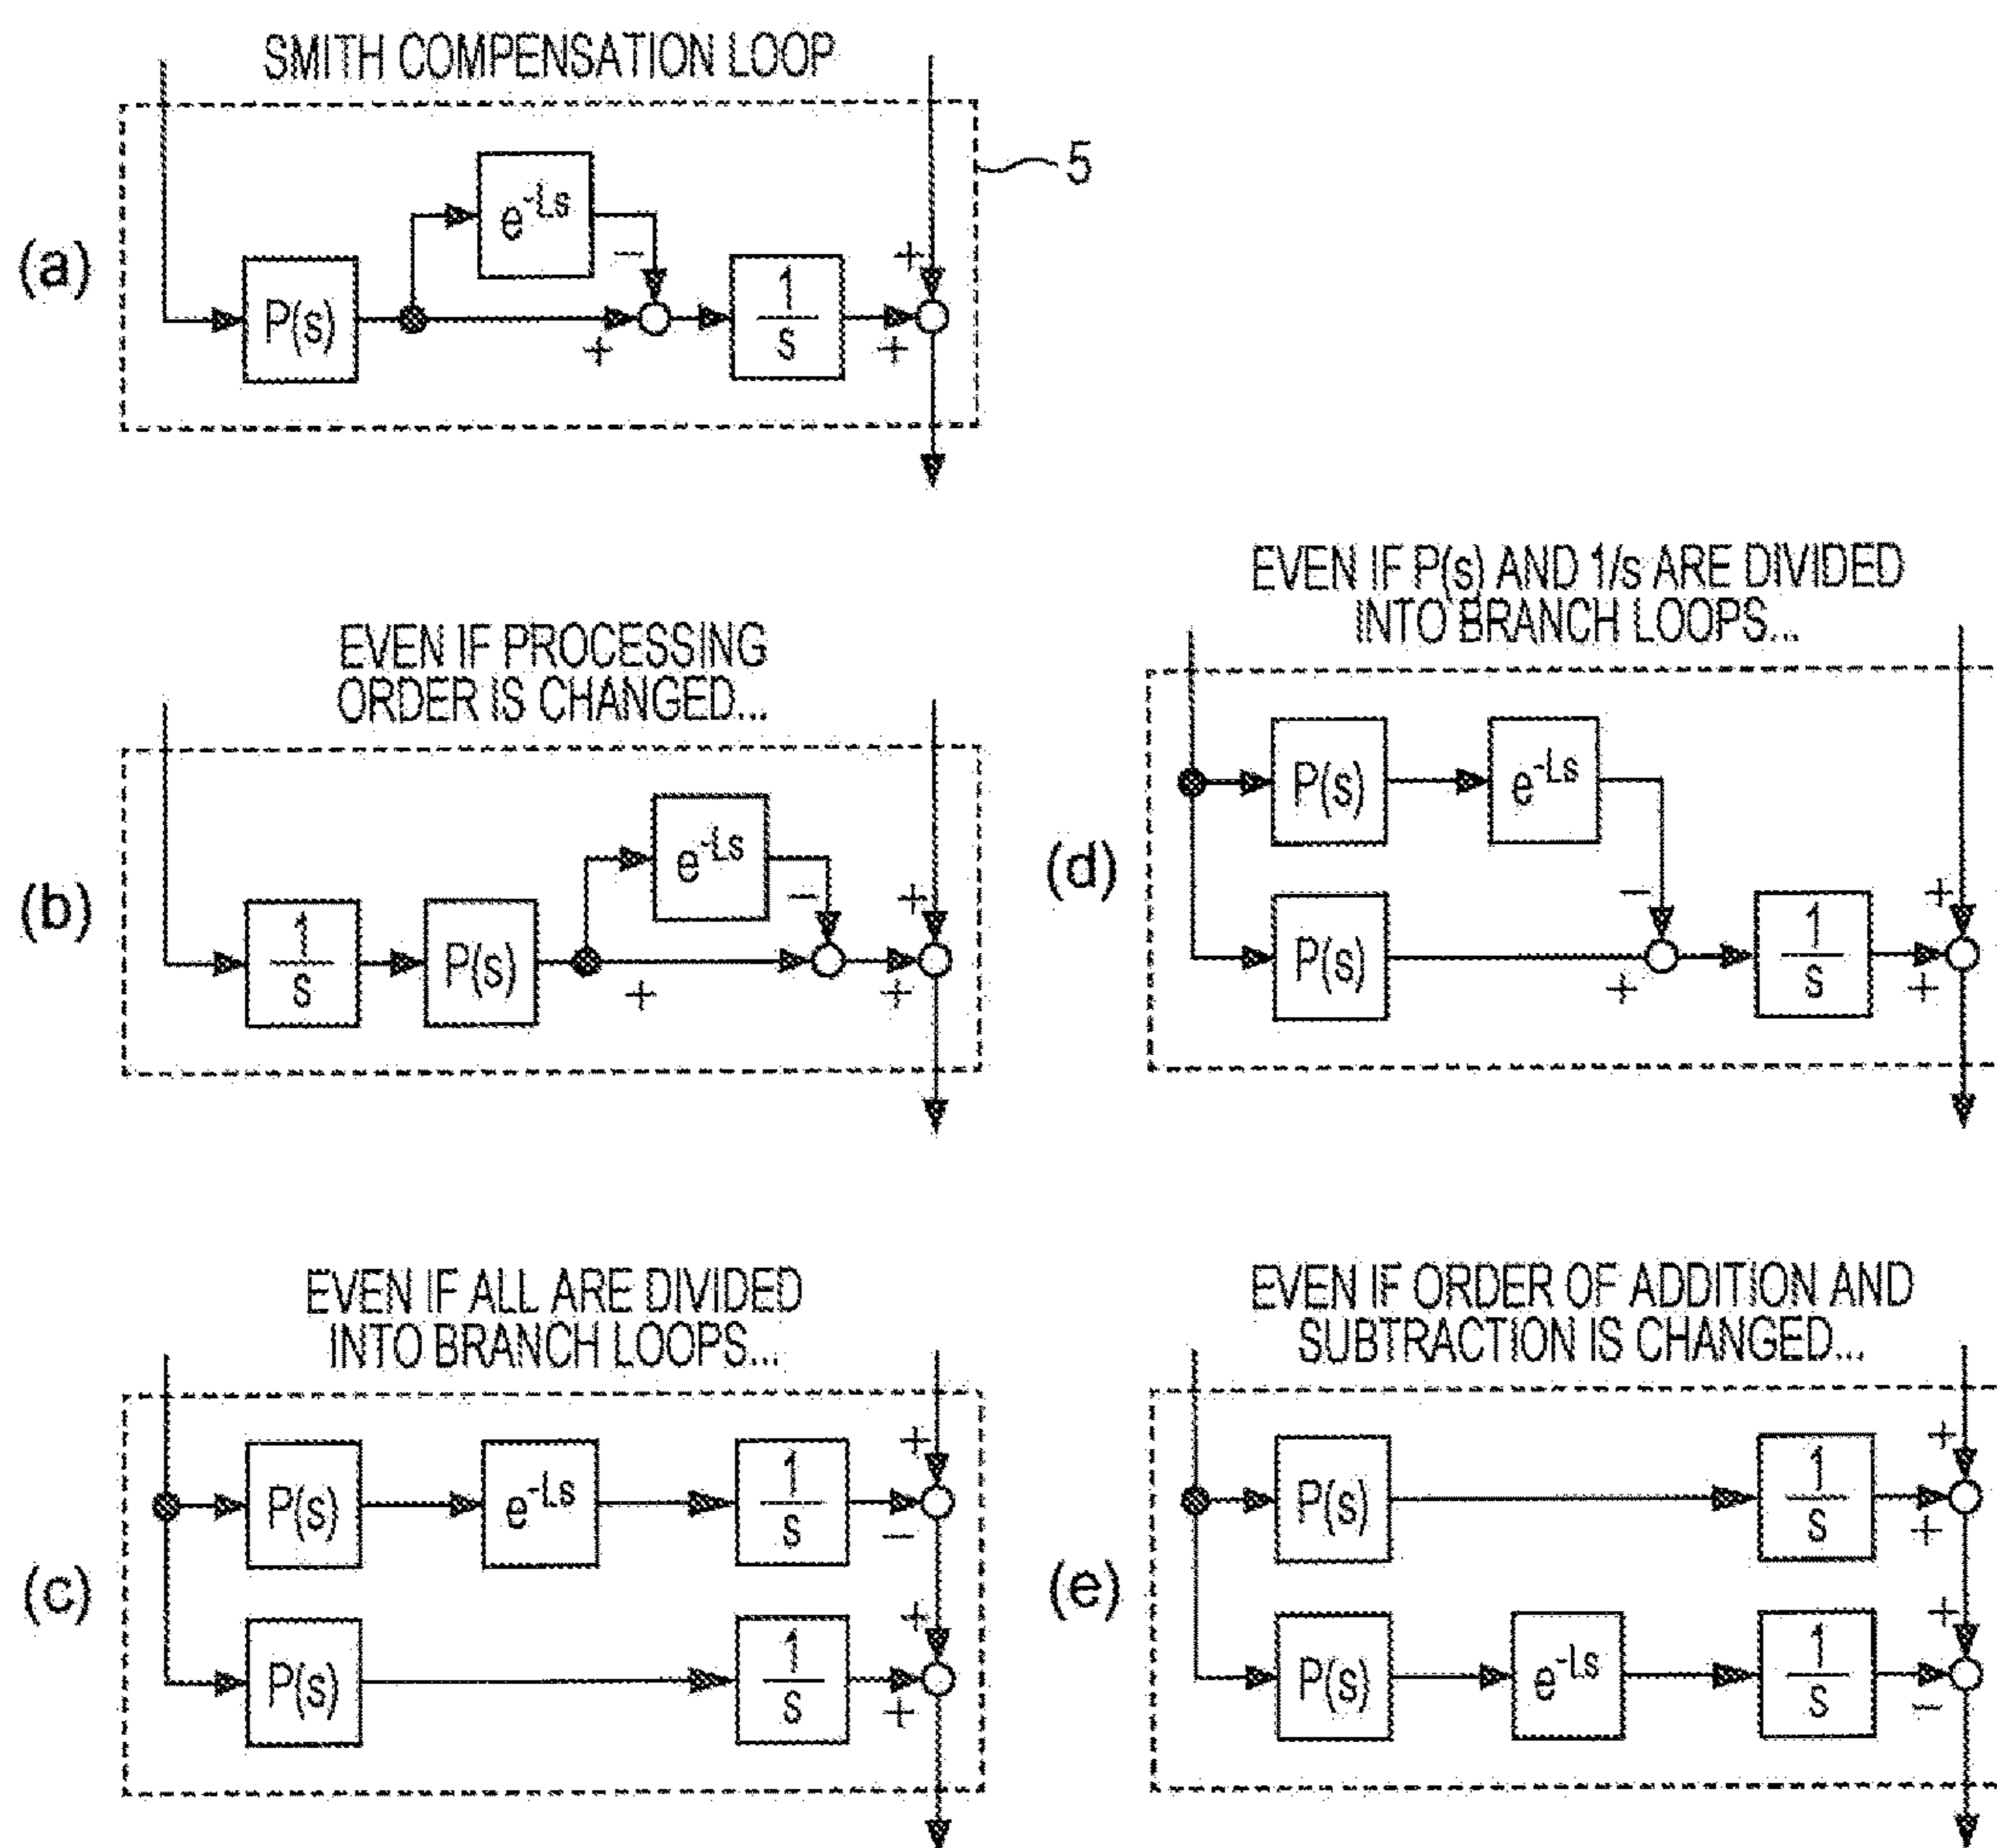 SMITH COMPENSATION LOOP
5
(a)
P(s)
e^-Ls
−
+
1
s
+
+
EVEN IF PROCESSING
ORDER IS CHANGED...
(b)
1
s
P(s)
e^-Ls
−
+
+
+
EVEN IF ALL ARE DIVIDED
INTO BRANCH LOOPS...
(c)
P(s)
e^-Ls
1
s
+
−
P(s)
1
s
+
+
EVEN IF P(s) AND 1/s ARE DIVIDED
INTO BRANCH LOOPS...
(d)
P(s)
e^-Ls
−
P(s)
+
1
s
+
+
EVEN IF ORDER OF ADDITION AND
SUBTRACTION IS CHANGED...
(e)
P(s)
1
s
+
+
P(s)
e^-Ls
1
s
+
−